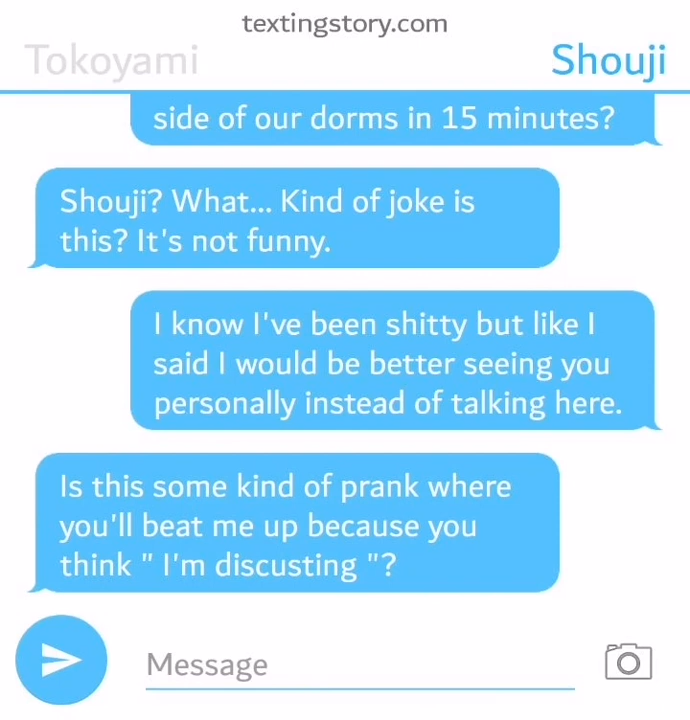 textingstory.com
Tokoyami
Shouji
side of our dorms in 15 minutes?
Shouji? What... Kind of joke is
this? It's not funny.
I know I've been shitty but like I
said I would be better seeing you
personally instead of talking here.
Is this some kind of prank where
you'll beat me up because you
think " I'm discusting "?
Message